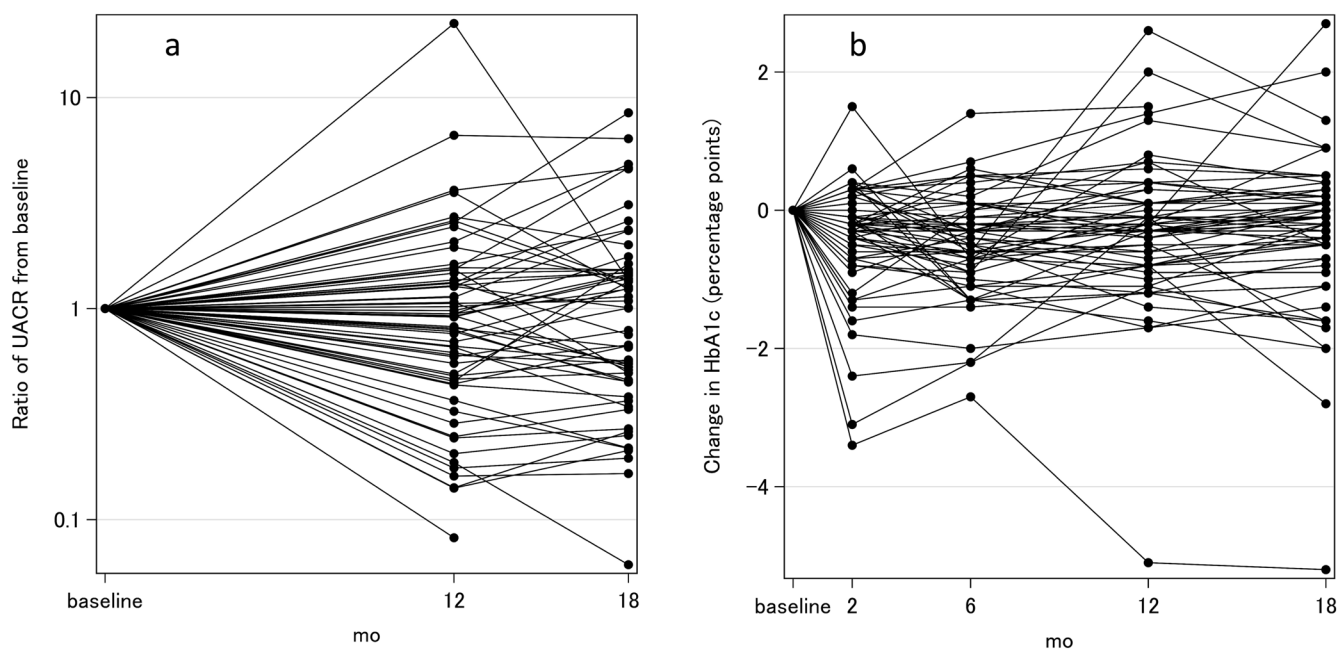 a
Ratio of UACR from baseline
10
1
0.1
baseline 12 18
mo
b
Change in HbA1c (percentage points)
2
0
−2
−4
baseline 2 6 12 18
mo